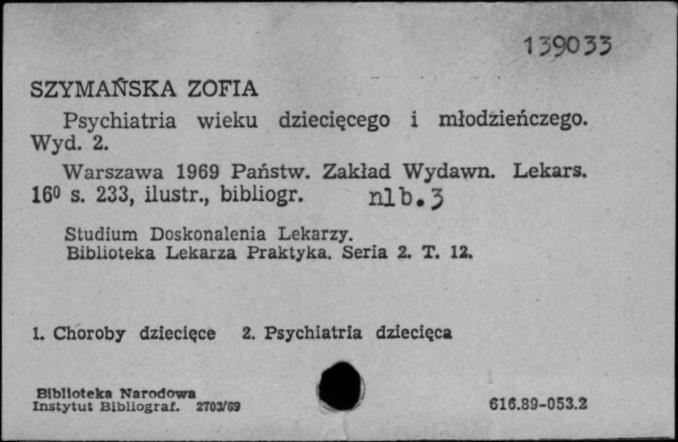 139033
SZYMAŃSKA ZOFIA
Psychiatria wieku dziecięcego i młodzieńczego.
Wyd. 2.
Warszawa 1969 Państw. Zakład Wydawn. Lekars.
16⁰ s. 233, ilustr., bibliogr. nlb.3
Studium Doskonalenia Lekarzy.
Biblioteka Lekarza Praktyka. Seria 2. T. 12.
1. Choroby dziecięce 2. Psychiatria dziecięca
Biblioteka Narodowa
Instytut Bibliograf. 2703/69 616.89-053.2